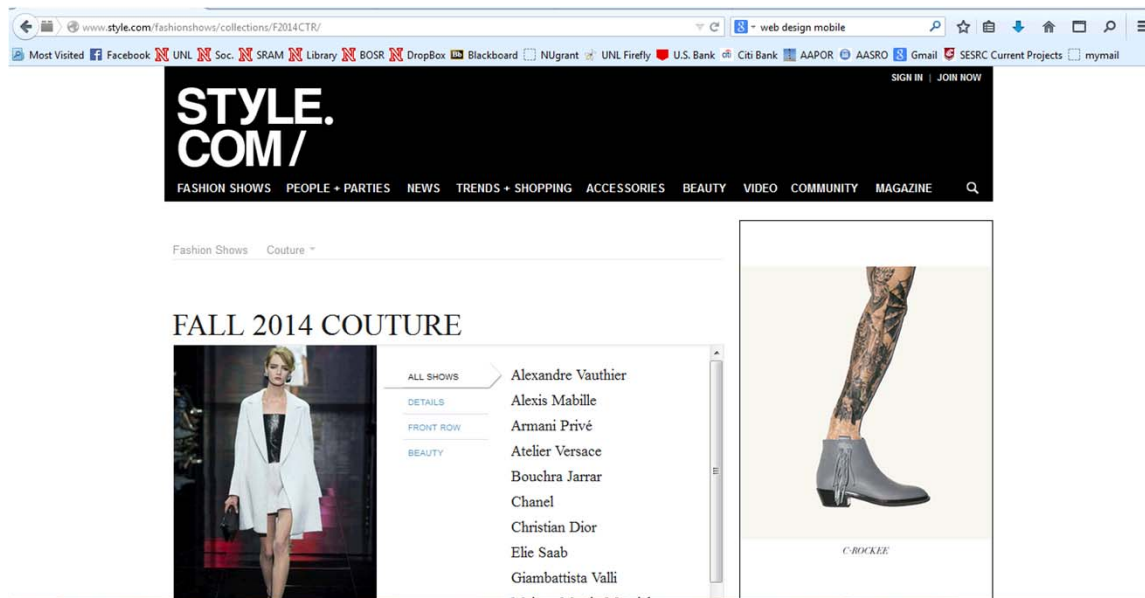 www.style.com/fashionshows/collections/F2014CTR/
web design mobile
Most Visited Facebook UNL Soc. SRAM Library BOSR DropBox Blackboard NUgrant UNL Firefly U.S. Bank Citi Bank AAPOR AASRO Gmail SESRC Current Projects mymail
SIGN IN | JOIN NOW
STYLE.
COM/
FASHION SHOWS PEOPLE + PARTIES NEWS TRENDS + SHOPPING ACCESSORIES BEAUTY VIDEO COMMUNITY MAGAZINE
Fashion Shows Couture
FALL 2014 COUTURE
ALL SHOWS
DETAILS
FRONT ROW
BEAUTY
Alexandre Vauthier
Alexis Mabille
Armani Privé
Atelier Versace
Bouchra Jarrar
Chanel
Christian Dior
Elie Saab
Giambattista Valli
C-ROCKEE